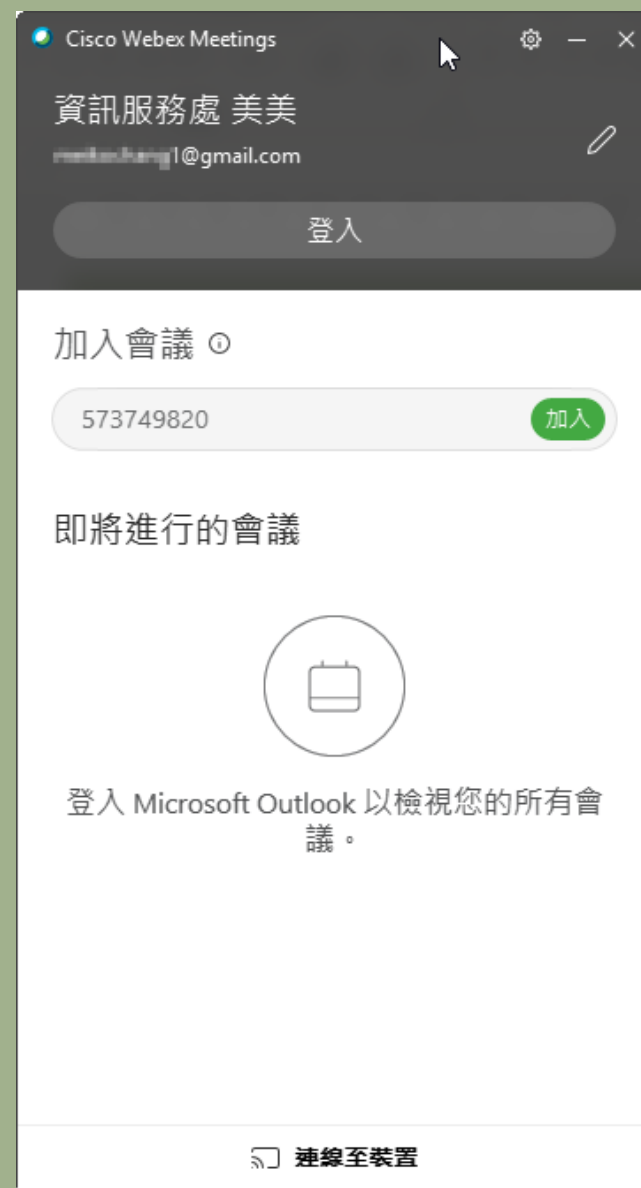 Cisco Webex Meetings
資訊服務處 美美
1@gmail.com
登入
加入會議
573749820
加入
即將進行的會議
登入 Microsoft Outlook 以檢視您的所有會
議。
連線至裝置